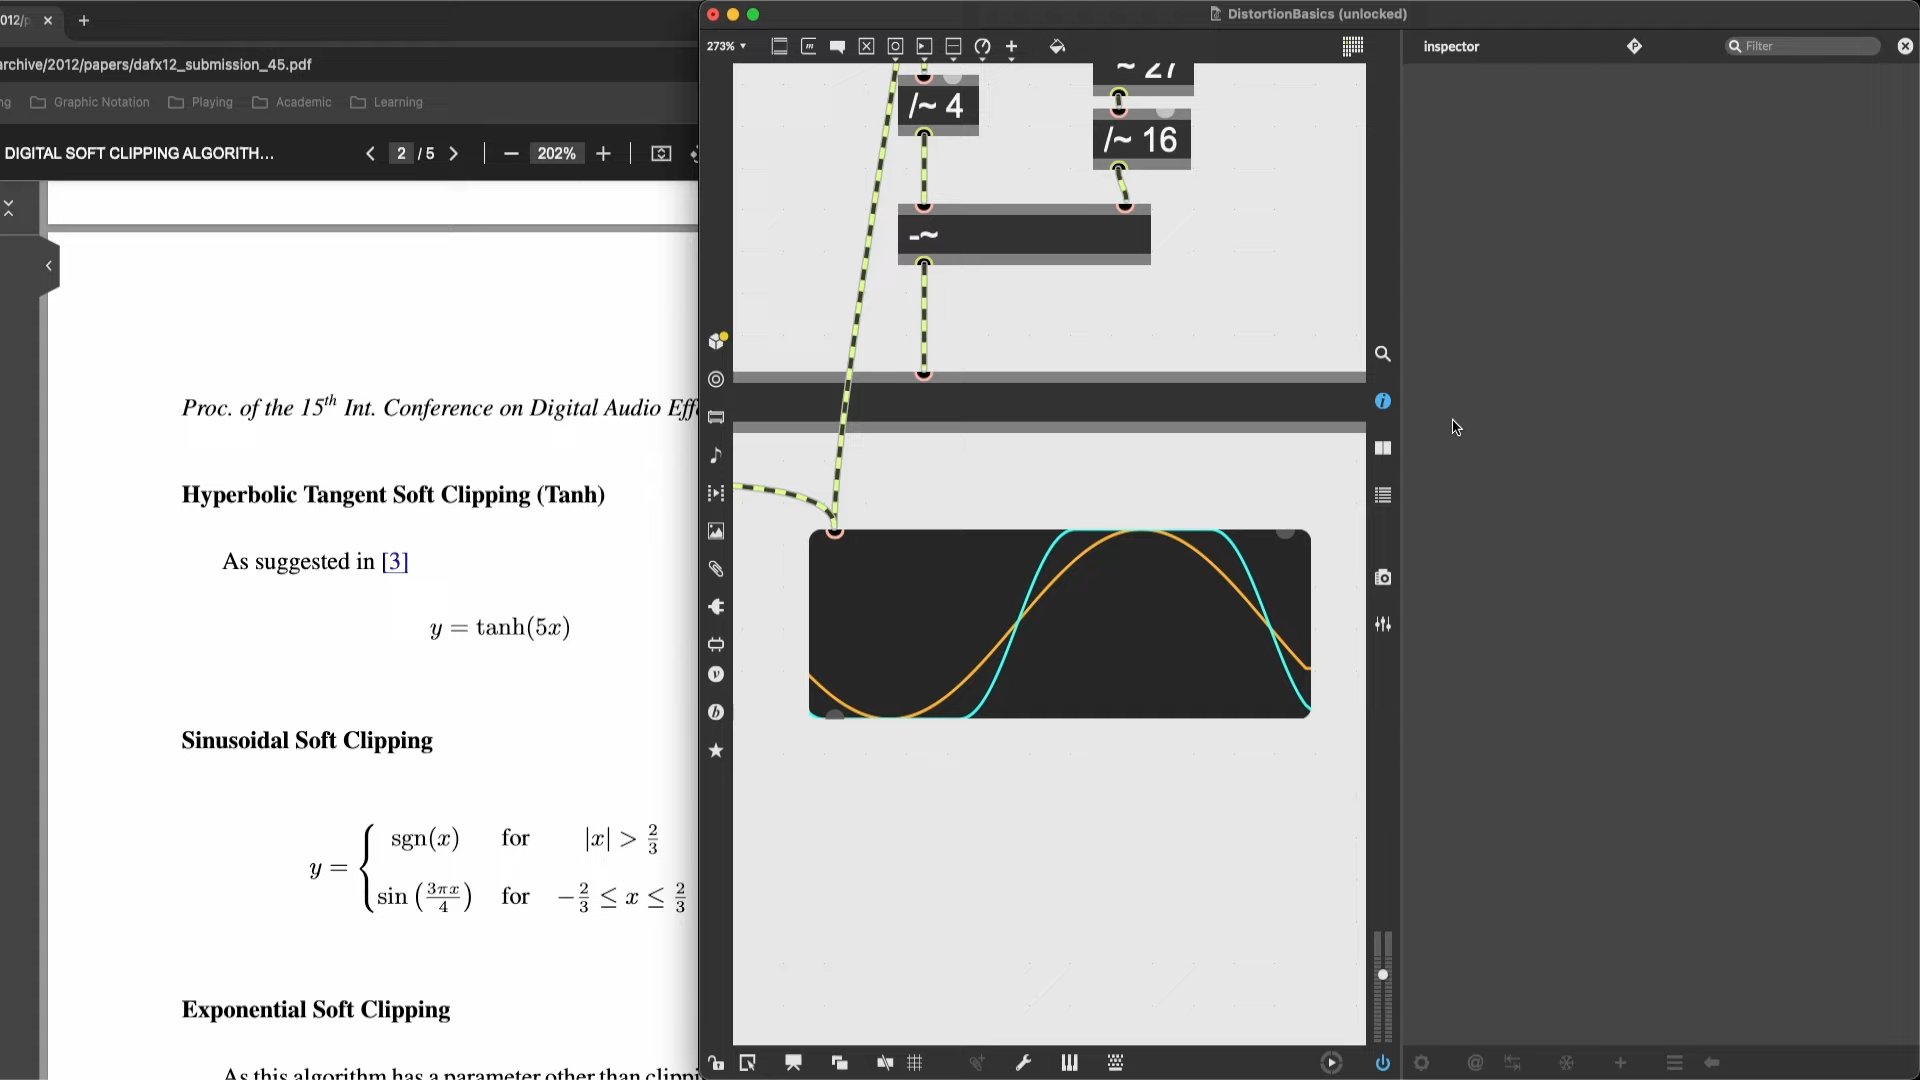 012/p
archive/2012/papers/dafx12_submission_45.pdf
ng Graphic Notation Playing Academic Learning
DIGITAL SOFT CLIPPING ALGORITH... 2 / 5 202%
Proc. of the 15th Int. Conference on Digital Audio Eff
Hyperbolic Tangent Soft Clipping (Tanh)
As suggested in [3]
y = tanh(5x)
Sinusoidal Soft Clipping
y = { sgn(x) for |x| > 2/3
sin (3πx/4) for −2/3 ≤ x ≤ 2/3
Exponential Soft Clipping
As this algorithm has a parameter other than clippi
DistortionBasics (unlocked)
273%
/~ 4
~ 27
/~ 16
-~
inspector
Filter